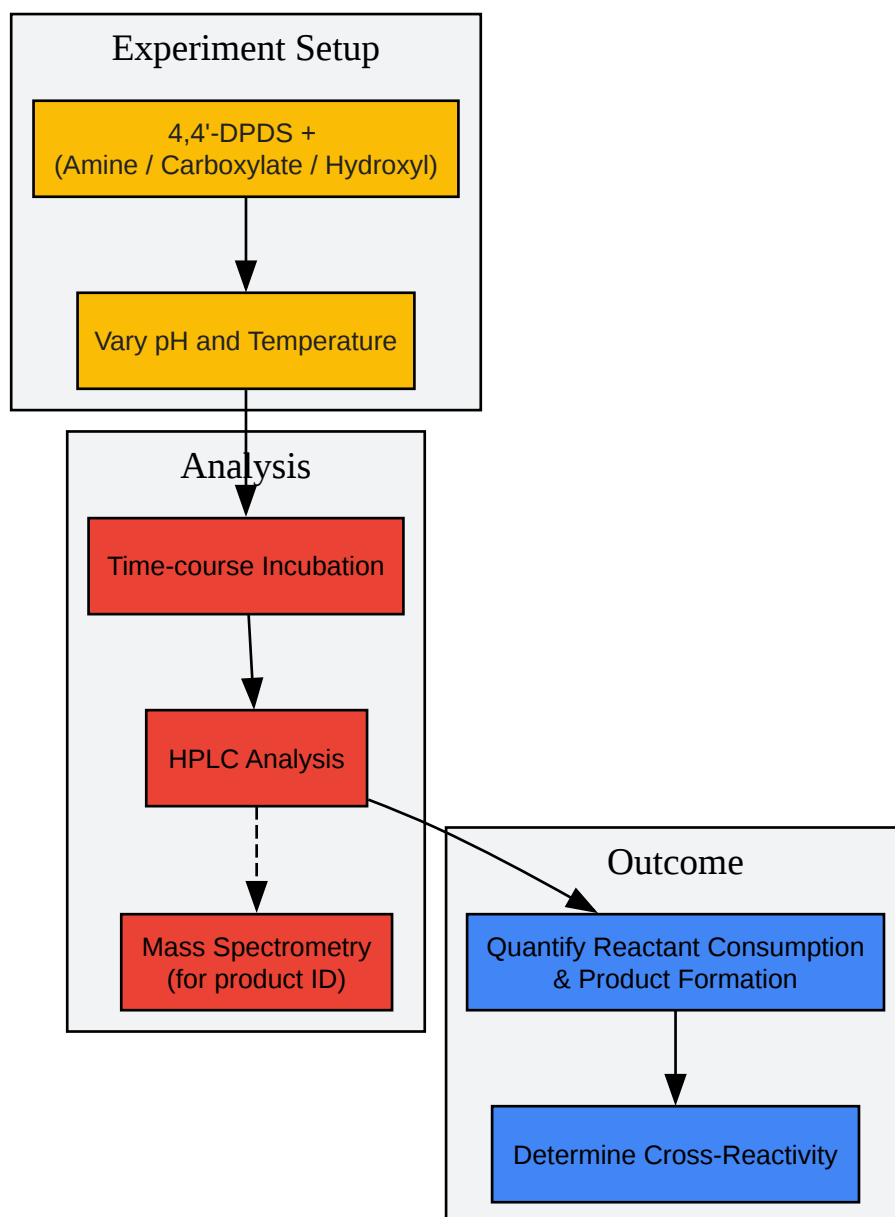 Experiment Setup
4,4'-DPDS +
(Amine / Carboxylate / Hydroxyl)
Vary pH and Temperature
Analysis
Time-course Incubation
HPLC Analysis
Mass Spectrometry
(for product ID)
Outcome
Quantify Reactant Consumption
& Product Formation
Determine Cross-Reactivity